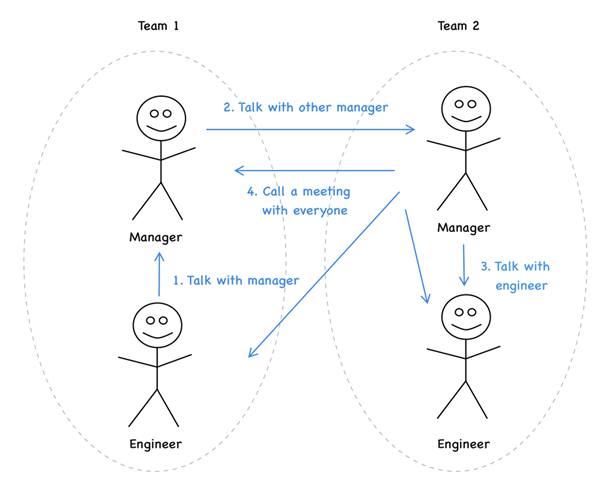 Team 1
Team 2
2. Talk with other manager
4. Call a meeting
with everyone
Manager
Manager
1. Talk with manager
3. Talk with
engineer
Engineer
Engineer